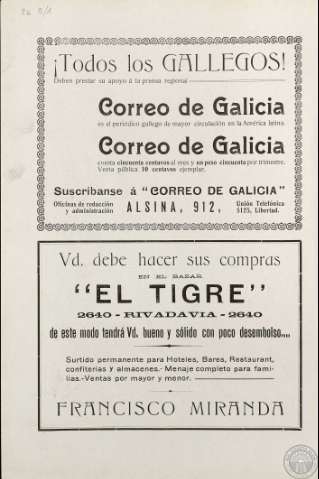 ¡Todos los GALLEGOS!
Deben prestar su apoyo á la prensa regional
Correo de Galicia
es el periódico gallego de mayor circulación en la América latina.
Correo de Galicia
cuesta cincuenta centavos al mes y un peso cincuenta por trimestre.
Venta pública 10 centavos ejemplar.
Suscríbanse á "CORREO DE GALICIA"
Oficinas de redacción
y administración
ALSINA, 912,
Unión Telefónica
5125, Libertad.
Vd. debe hacer sus compras
EN EL BAZAR
"EL TIGRE"
2640 - RIVADAVIA - 2640
de este modo tendrá Vd. bueno y sólido con poco desembolso....
Surtido permanente para Hoteles, Bares, Restaurant,
confiterías y almacenes.- Menaje completo para fami-
lias.-Ventas por mayor y menor.
FRANCISCO MIRANDA